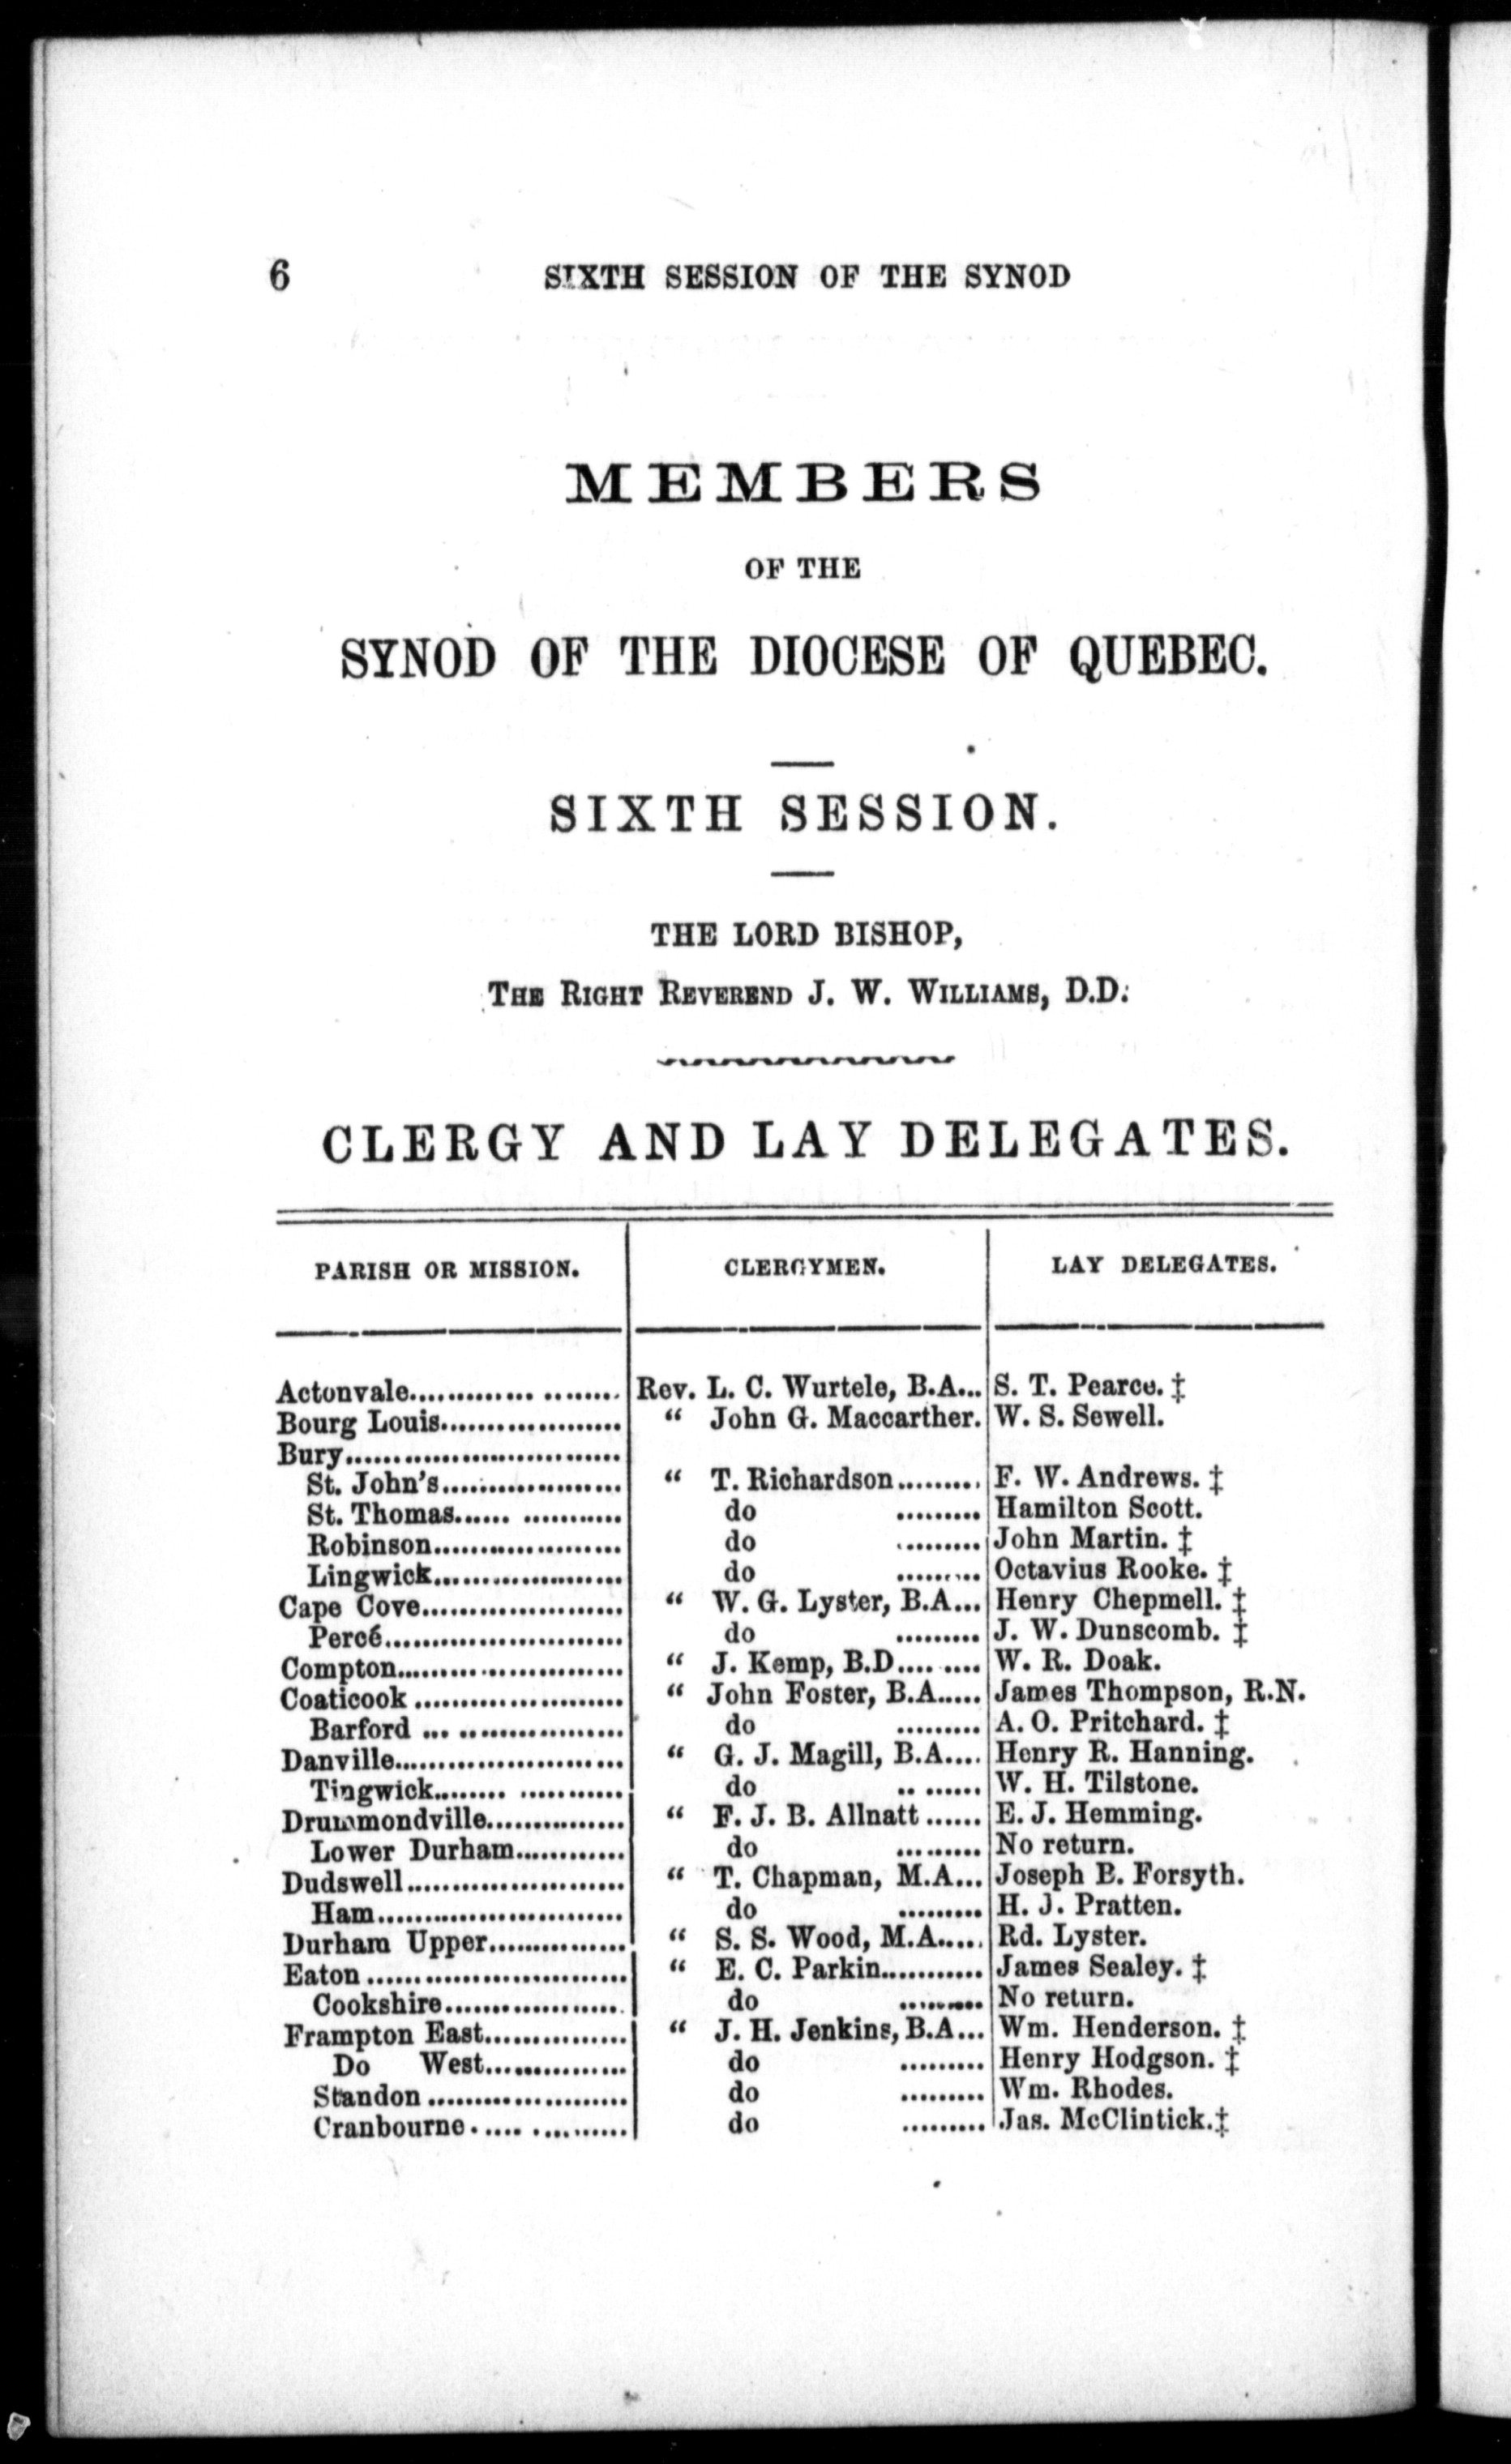 6 SIXTH SESSION OF THE SYNOD
MEMBERS
OF THE
SYNOD OF THE DIOCESE OF QUEBEC.
SIXTH SESSION.
THE LORD BISHOP,
THE RIGHT REVEREND J. W. WILLIAMS, D.D.
CLERGY AND LAY DELEGATES.
PARISH OR MISSION. CLERGYMEN. LAY DELEGATES.
Actonvale........ Rev. L. C. Wurtele, B.A... S. T. Pearce. ‡
Bourg Louis........ “ John G. Maccarther. W. S. Sewell.
Bury........
St. John's........ “ T. Richardson......... F. W. Andrews. ‡
St. Thomas........ do ......... Hamilton Scott.
Robinson........ do ......... John Martin. ‡
Lingwick........ do ......... Octavius Rooke. ‡
Cape Cove........ “ W. G. Lyster, B.A... Henry Chepmell. ‡
Percé........ do ......... J. W. Dunscomb. ‡
Compton........ “ J. Kemp, B.D......... W. R. Doak.
Coaticook........ “ John Foster, B.A..... James Thompson, R.N.
Barford........ do ......... A. O. Pritchard. ‡
Danville........ “ G. J. Magill, B.A.... Henry R. Hanning.
Tingwick........ do ......... W. H. Tilstone.
Drummondville........ “ F. J. B. Allnatt...... E. J. Hemming.
Lower Durham........ do ......... No return.
Dudswell........ “ T. Chapman, M.A... Joseph B. Forsyth.
Ham........ do ......... H. J. Pratten.
Durham Upper........ “ S. S. Wood, M.A..... Rd. Lyster.
Eaton........ “ E. C. Parkin........... James Sealey. ‡
Cookshire........ do ......... No return.
Frampton East........ “ J. H. Jenkins, B.A... Wm. Henderson. ‡
Do West........ do ......... Henry Hodgson. ‡
Standon........ do ......... Wm. Rhodes.
Cranbourne........ do ......... Jas. McClintick.‡